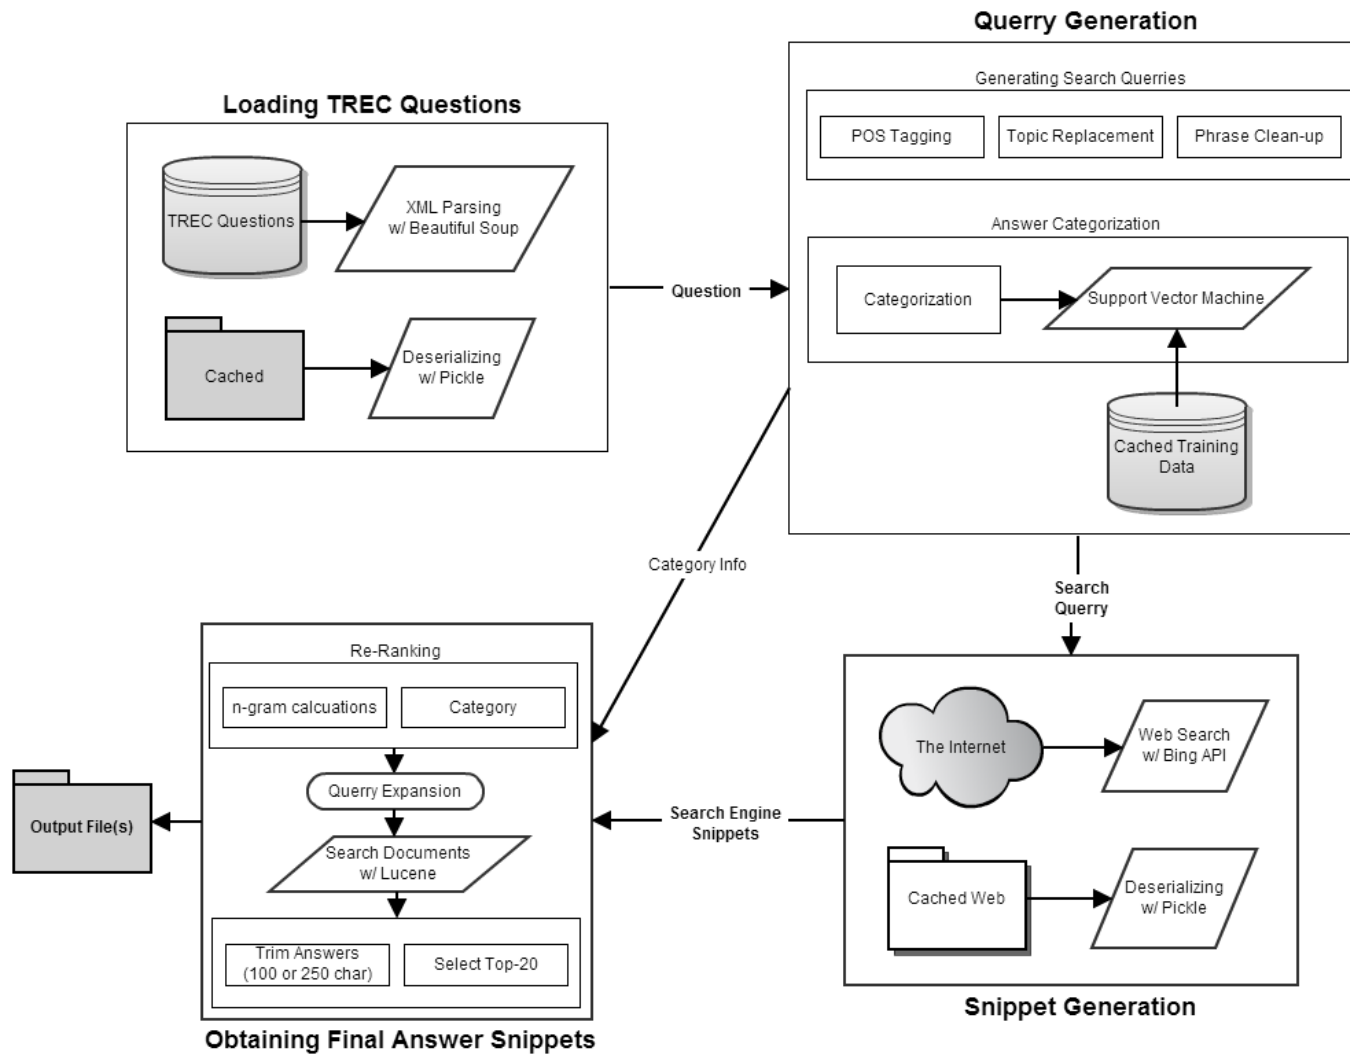 Querry Generation
Generating Search Querries
POS Tagging
Topic Replacement
Phrase Clean-up
Answer Categorization
Categorization
Support Vector Machine
Cached Training
Data
Loading TREC Questions
TREC Questions
XML Parsing
w/ Beautiful Soup
Cached
Deserializing
w/ Pickle
Question
Category Info
Search
Querry
Re-Ranking
n-gram calcuations
Category
Querry Expansion
Search Documents
w/ Lucene
Trim Answers
(100 or 250 char)
Select Top-20
Obtaining Final Answer Snippets
Output File(s)
Search Engine
Snippets
The Internet
Web Search
w/ Bing API
Cached Web
Deserializing
w/ Pickle
Snippet Generation